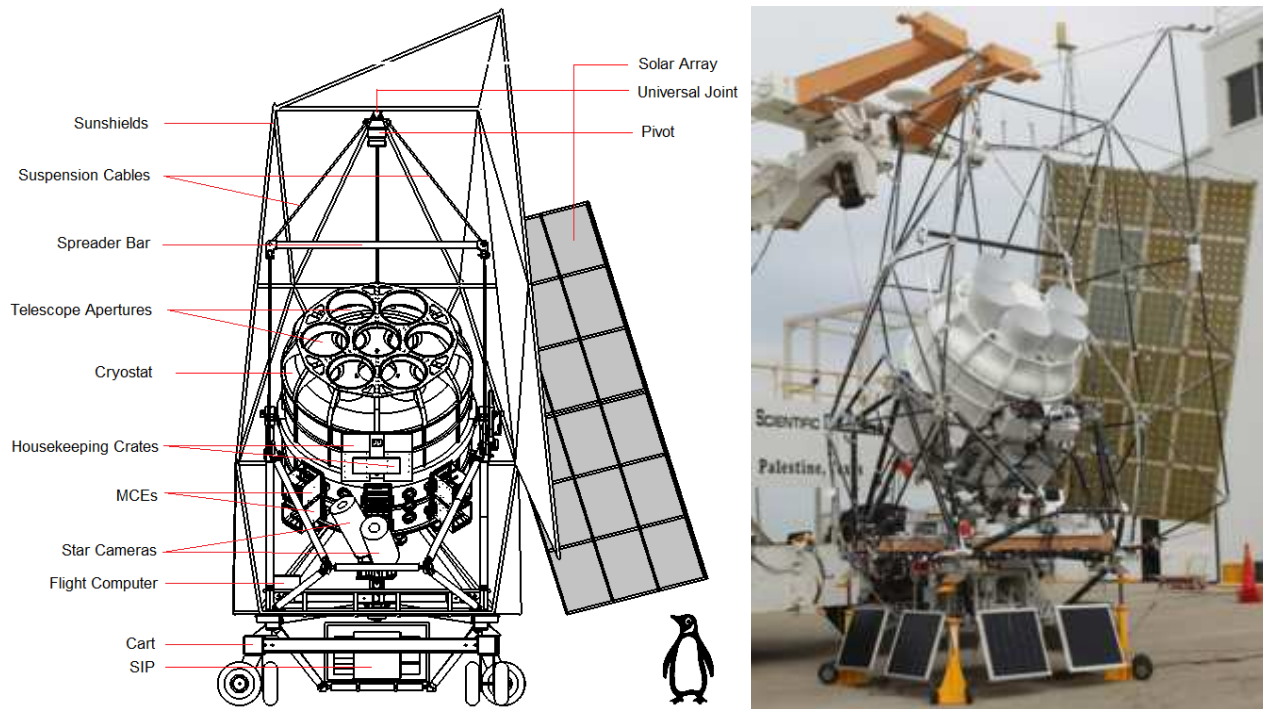 Solar Array
Universal Joint
Pivot
Sunshields
Suspension Cables
Spreader Bar
Telescope Apertures
Cryostat
Housekeeping Crates
MCEs
Star Cameras
Flight Computer
Cart
SIP
SCIENTIFIC
Palestine, Texas